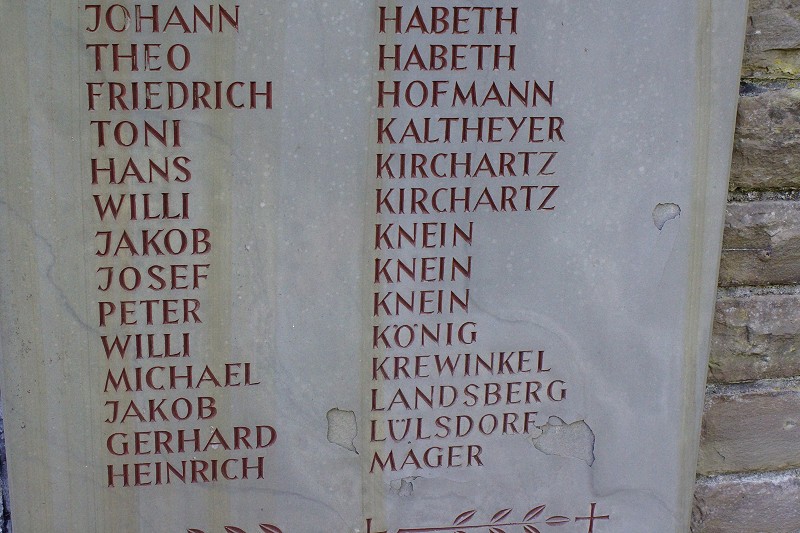 JOHANN HABETH
THEO HABETH
FRIEDRICH HOFMANN
TONI KALTHEYER
HANS KIRCHARTZ
WILLI KIRCHARTZ
JAKOB KNEIN
JOSEF KNEIN
PETER KNEIN
WILLI KÖNIG
MICHAEL KREWINKEL
JAKOB LANDSBERG
GERHARD LÜLSDORF
HEINRICH MAGER